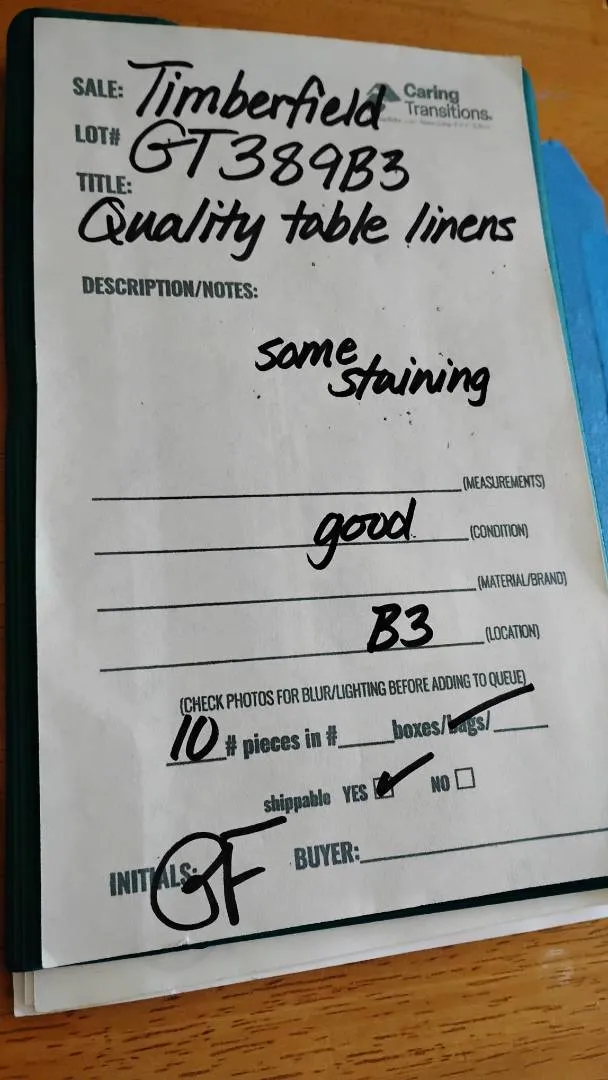 SALE: Timberfield
Caring
Transitions.
LOT# GT389B3
TITLE:
Quality table linens
DESCRIPTION/NOTES:
some
staining
(MEASUREMENTS)
good (CONDITION)
(MATERIAL/BRAND)
B3 (LOCATION)
(CHECK PHOTOS FOR BLUR/LIGHTING BEFORE ADDING TO QUEUE)
10 # pieces in #____ boxes/bags/____
shippable YES ☑ NO ☐
INITIALS: GF BUYER: